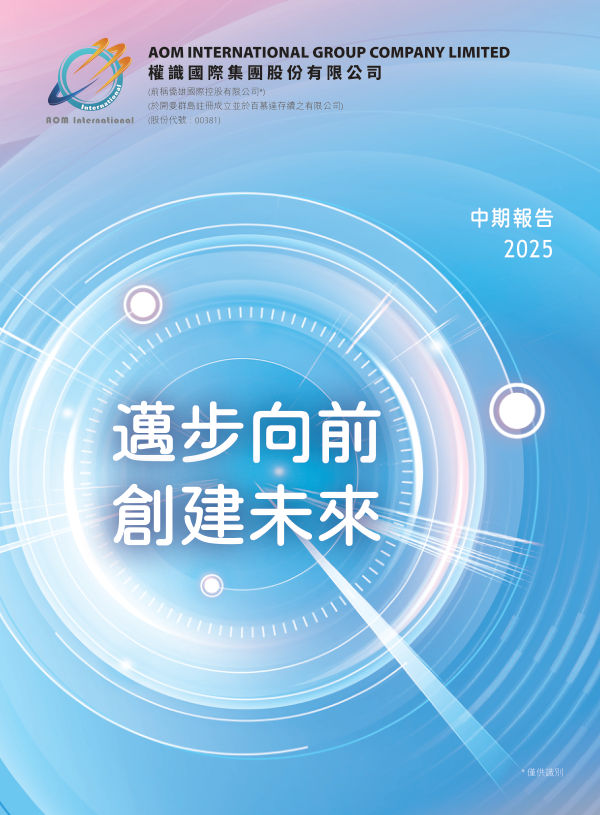 AOM INTERNATIONAL GROUP COMPANY LIMITED
權識國際集團股份有限公司
(前稱僑雄國際控股有限公司*)
(於開曼群島註冊成立並於百慕達存續之有限公司)
(股份代號：00381)
International
AOM International
中期報告
2025
邁步向前
創建未來
* 僅供識別